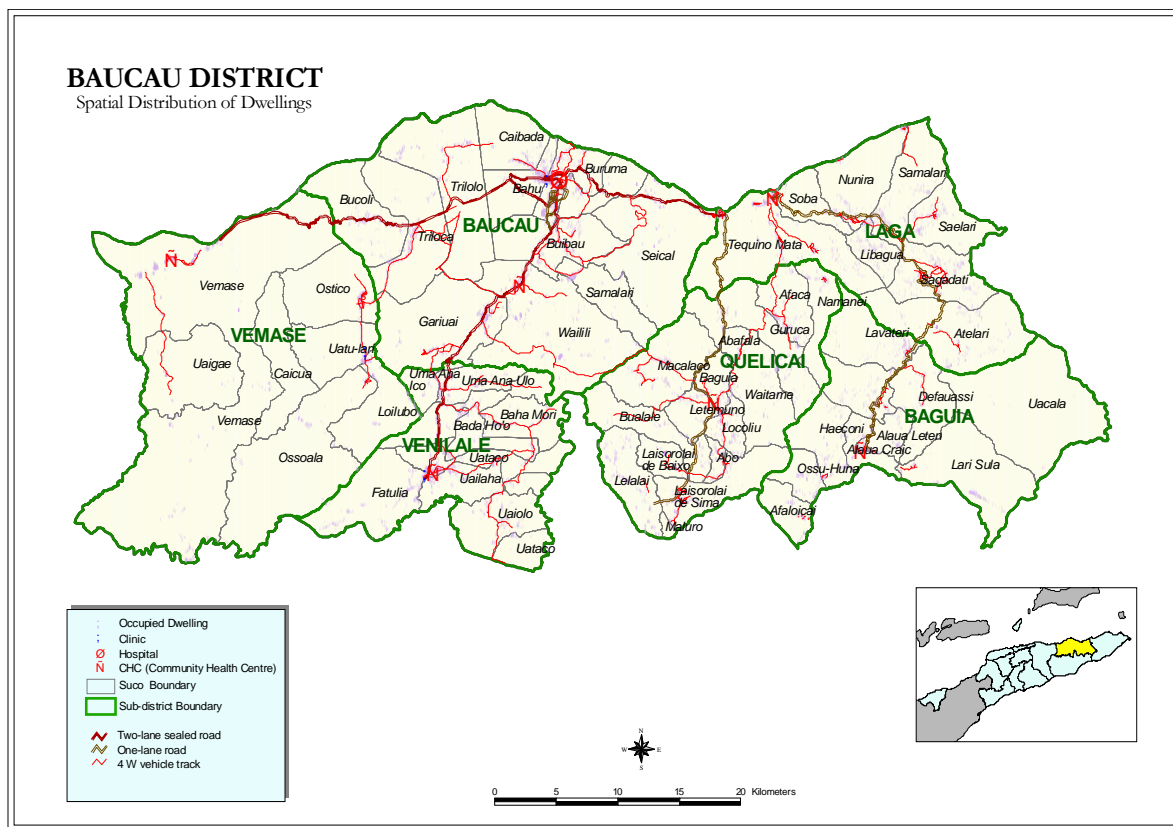 BAUCAU DISTRICT
Spatial Distribution of Dwellings
Caibada
Buruma
Bahu
Trilolo
Bucoli
BAUCAU
Triloca
Buibau
Seical
Samalari
Gariuai
Wailili
Soba
Nunira
Samalari
LAGA
Saelari
Tequino Mata
Libagua
Sagadati
Atelari
Vemase
Ostico
VEMASE
Uatu-lari
Uaigae
Caicua
Vemase
Loilubo
Ossoala
Uma Ana
Ico
Uma Ana Ulo
Baha Mori
Bada Ho'o
VENILALE
Uataco
Uailaha
Fatulia
Uaiolo
Uataco
Afaca
Namanei
Guruca
Abafala
QUELICAI
Macalaco
Baguia
Waitame
Letemuno
Bualale
Locoliu
Laisorolai
de Baixo
Abo
Lelalai
Laisorolai
de Sima
Maluro
Lavateri
Defauassi
Uacala
BAGUIA
Haeconi
Alaua Leten
Alaua Craic
Ossu-Huna
Lari Sula
Afaloicai
Occupied Dwelling
Clinic
Ø Hospital
Ñ CHC (Community Health Centre)
Suco Boundary
Sub-district Boundary
Two-lane sealed road
One-lane road
4 W vehicle track
N
W E
S
0 5 10 15 20 Kilometers